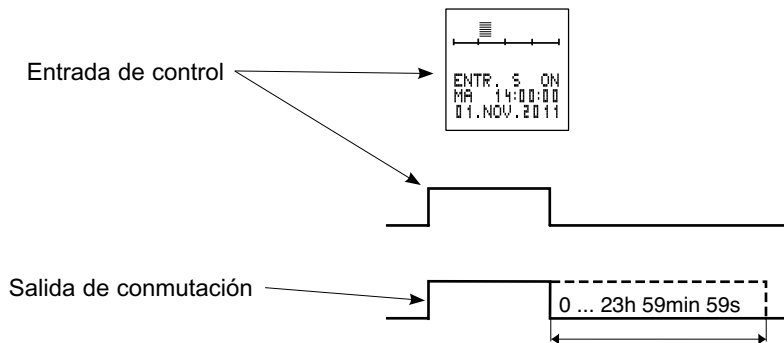 Entrada de control
ENTR. S ON
MA 14:00:00
01.NOV.2011
Salida de conmutación
0 ... 23h 59min 59s